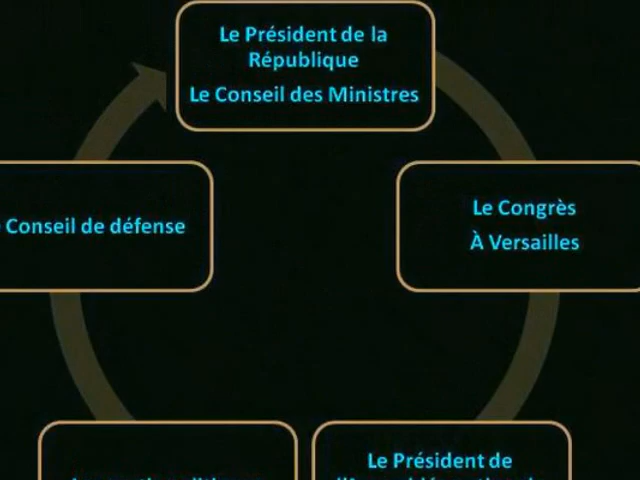 Le Président de la
République
Le Conseil des Ministres
Conseil de défense
Le Congrès
À Versailles
Le Président de